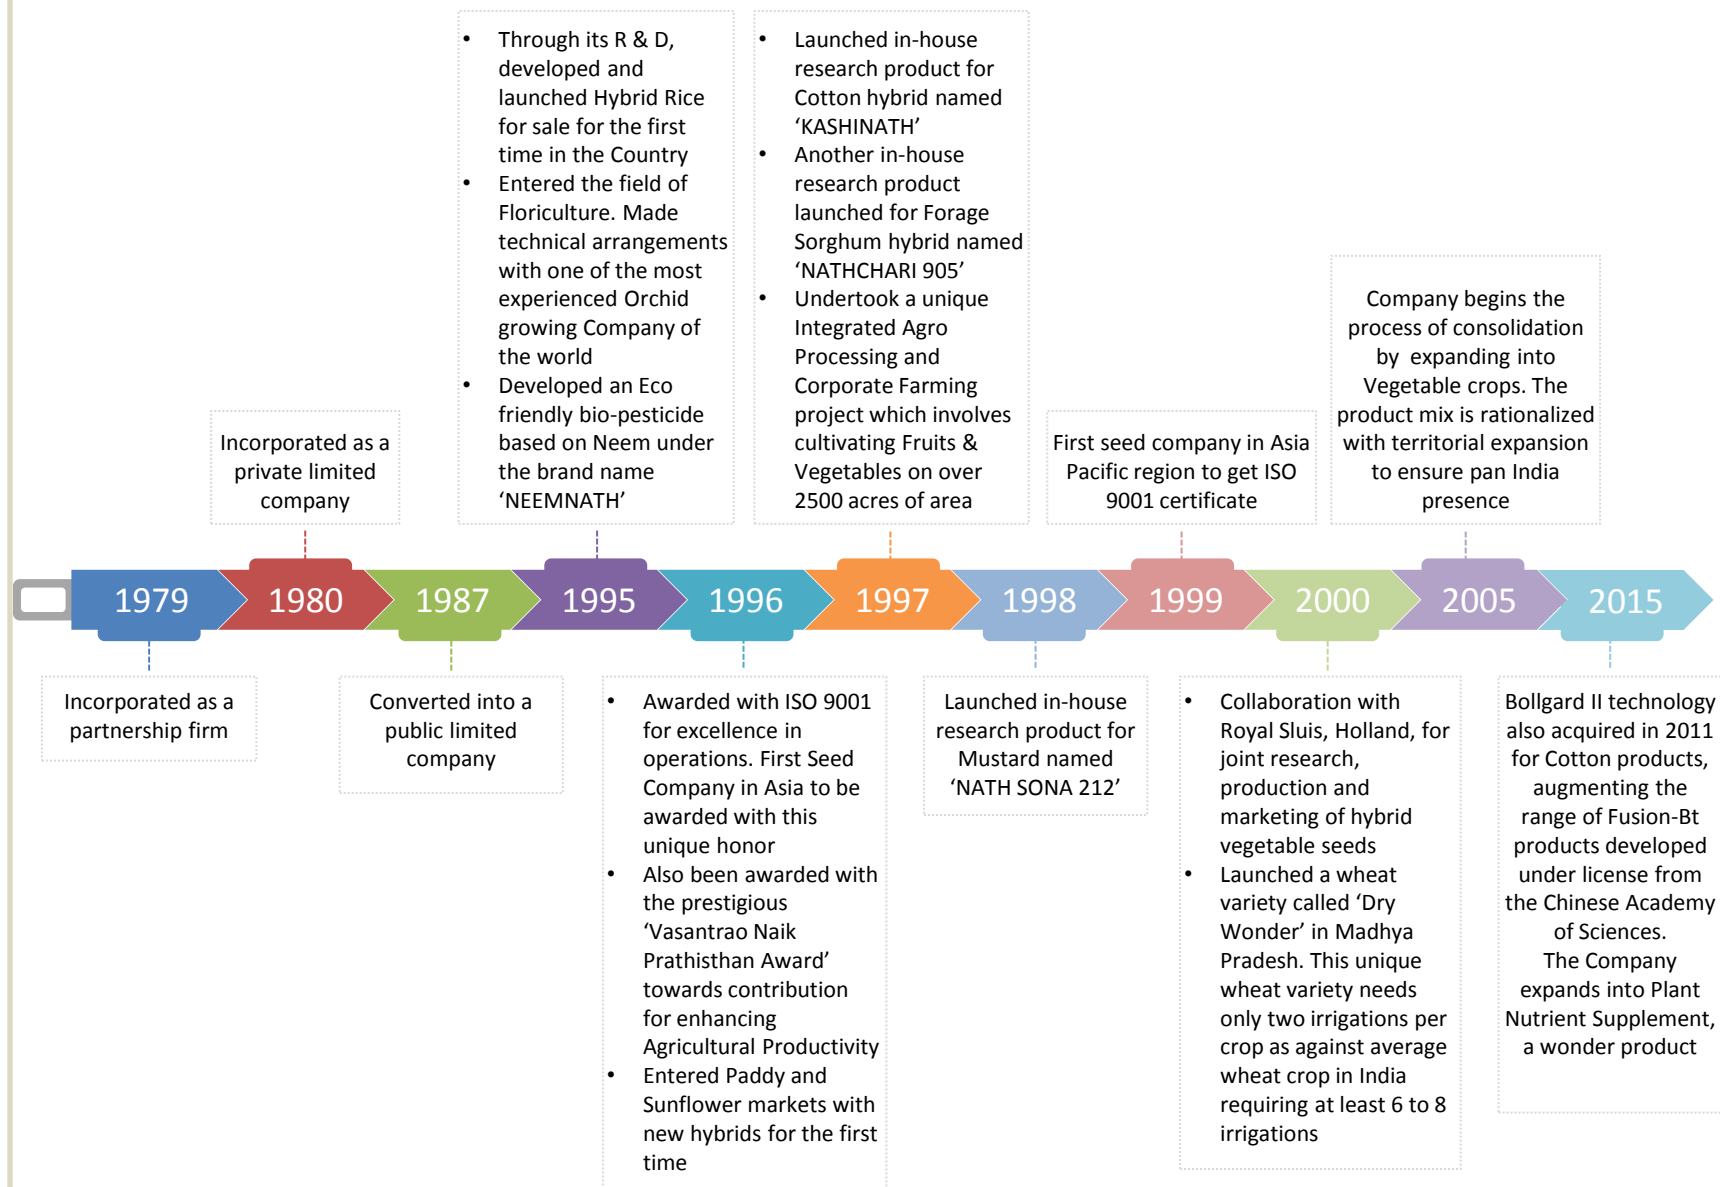 • Through its R & D,
developed and
launched Hybrid Rice
for sale for the first
time in the Country
• Entered the field of
Floriculture. Made
technical arrangements
with one of the most
experienced Orchid
growing Company of
the world
• Developed an Eco
friendly bio-pesticide
based on Neem under
the brand name
‘NEEMNATH’
• Launched in-house
research product for
Cotton hybrid named
‘KASHINATH’
• Another in-house
research product
launched for Forage
Sorghum hybrid named
‘NATHCHARI 905’
• Undertook a unique
Integrated Agro
Processing and
Corporate Farming
project which involves
cultivating Fruits &
Vegetables on over
2500 acres of area
Company begins the
process of consolidation
by expanding into
Vegetable crops. The
product mix is rationalized
with territorial expansion
to ensure pan India
presence
Incorporated as a
private limited
company
First seed company in Asia
Pacific region to get ISO
9001 certificate
1979
1980
1987
1995
1996
1997
1998
1999
2000
2005
2015
Incorporated as a
partnership firm
Converted into a
public limited
company
• Awarded with ISO 9001
for excellence in
operations. First Seed
Company in Asia to be
awarded with this
unique honor
• Also been awarded with
the prestigious
‘Vasantrao Naik
Prathisthan Award’
towards contribution
for enhancing
Agricultural Productivity
• Entered Paddy and
Sunflower markets with
new hybrids for the first
time
Launched in-house
research product for
Mustard named
‘NATH SONA 212’
• Collaboration with
Royal Sluis, Holland, for
joint research,
production and
marketing of hybrid
vegetable seeds
• Launched a wheat
variety called ‘Dry
Wonder’ in Madhya
Pradesh. This unique
wheat variety needs
only two irrigations per
crop as against average
wheat crop in India
requiring at least 6 to 8
irrigations
Bollgard II technology
also acquired in 2011
for Cotton products,
augmenting the
range of Fusion-Bt
products developed
under license from
the Chinese Academy
of Sciences.
The Company
expands into Plant
Nutrient Supplement,
a wonder product